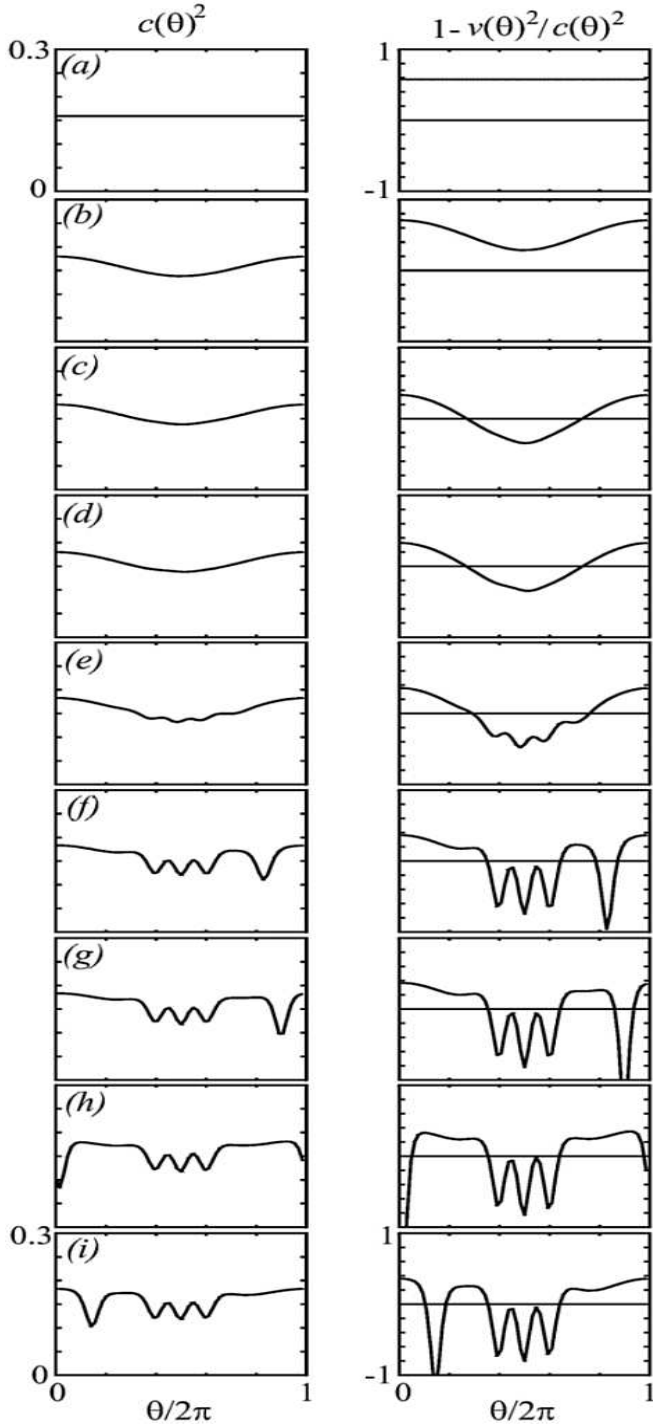 c(θ)² 1- v(θ)²/c(θ)²
0.3 (a) 1
0 -1
(b)
(c)
(d)
(e)
(f)
(g)
(h)
0.3 (i) 1
0 -1
0 1 0 1
θ/2π θ/2π